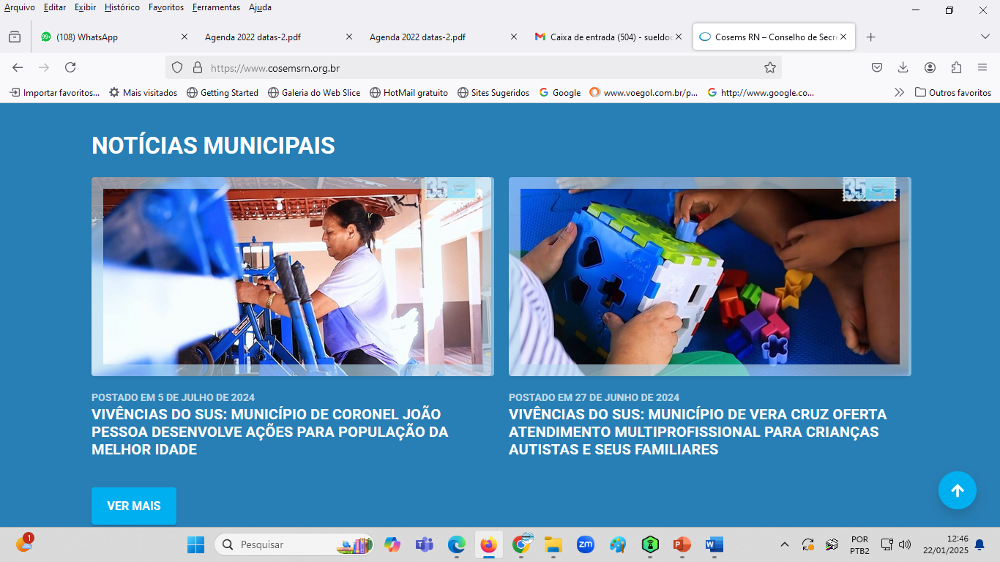 Arquivo Editar Exibir Histórico Favoritos Ferramentas Ajuda
99+ (108) WhatsApp
Agenda 2022 datas-2.pdf
Agenda 2022 datas-2.pdf
Caixa de entrada (504) - sueldoc
Cosems RN – Conselho de Secre
https://www.cosemsrn.org.br
Importar favoritos... Mais visitados Getting Started Galeria do Web Slice HotMail gratuito Sites Sugeridos Google www.voegol.com.br/p... http://www.google.co... Outros favoritos
NOTÍCIAS MUNICIPAIS
35
35
POSTADO EM 5 DE JULHO DE 2024
VIVÊNCIAS DO SUS: MUNICÍPIO DE CORONEL JOÃO
PESSOA DESENVOLVE AÇÕES PARA POPULAÇÃO DA
MELHOR IDADE
POSTADO EM 27 DE JUNHO DE 2024
VIVÊNCIAS DO SUS: MUNICÍPIO DE VERA CRUZ OFERTA
ATENDIMENTO MULTIPROFISSIONAL PARA CRIANÇAS
AUTISTAS E SEUS FAMILIARES
VER MAIS
1
Pesquisar
zm
POR
PTB2
12:46
22/01/2025